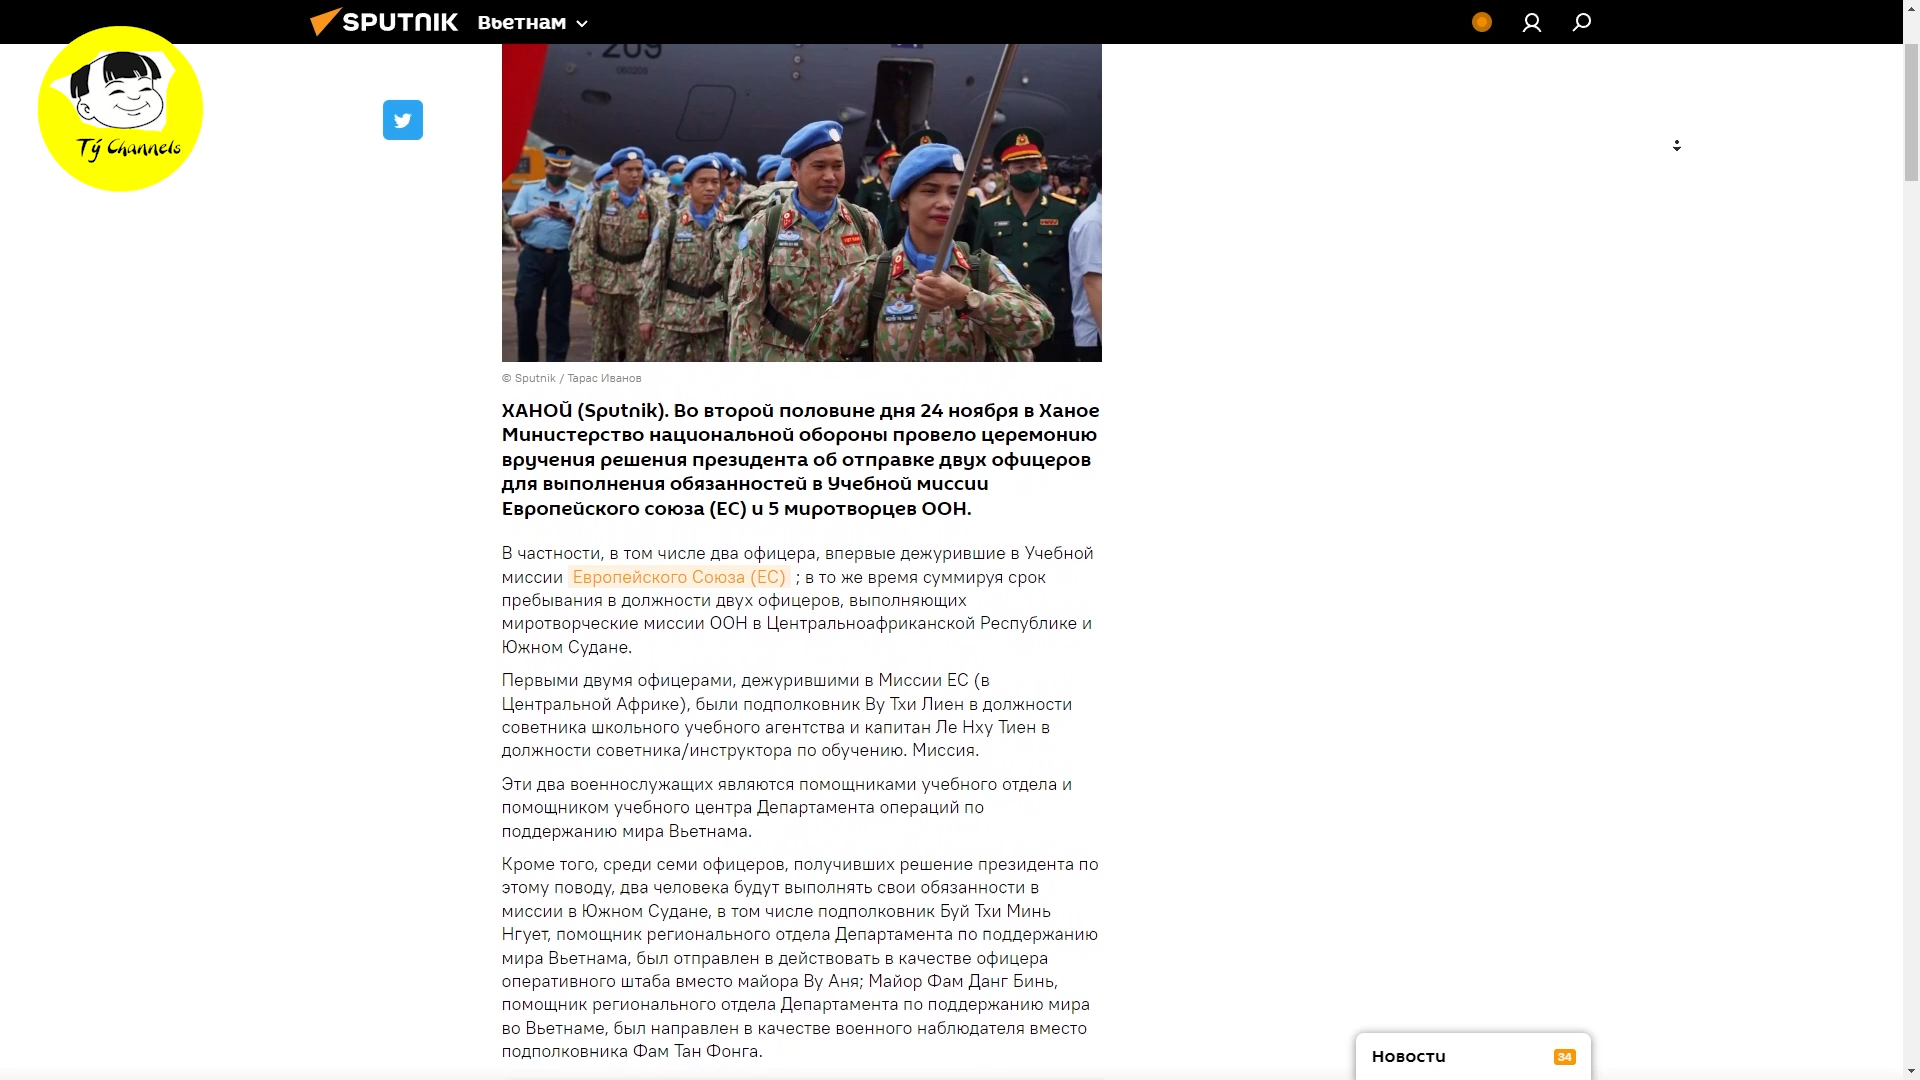 SPUTNIK Вьетнам
Tý Channels
209
ХАНОЙ (Sputnik). Во второй половине дня 24 ноября в Ханое
Министерство национальной обороны провело церемонию
вручения решения президента об отправке двух офицеров
для выполнения обязанностей в Учебной миссии
Европейского союза (ЕС) и 5 миротворцев ООН.
© Sputnik / Тарас Иванов
В частности, в том числе два офицера, впервые дежурившие в Учебной
миссии Европейского Союза (ЕС) ; в то же время суммируя срок
пребывания в должности двух офицеров, выполняющих
миротворческие миссии ООН в Центральноафриканской Республике и
Южном Судане.
Первыми двумя офицерами, дежурившими в Миссии ЕС (в
Центральной Африке), были подполковник Ву Тхи Лиен в должности
советника школьного учебного агентства и капитан Ле Нху Тиен в
должности советника/инструктора по обучению. Миссия.
Эти два военнослужащих являются помощниками учебного отдела и
помощником учебного центра Департамента операций по
поддержанию мира Вьетнама.
Кроме того, среди семи офицеров, получивших решение президента по
этому поводу, два человека будут выполнять свои обязанности в
миссии в Южном Судане, в том числе подполковник Буй Тхи Минь
Нгует, помощник регионального отдела Департамента по поддержанию
мира Вьетнама, был отправлен в действовать в качестве офицера
оперативного штаба вместо майора Ву Аня; Майор Фам Данг Бинь,
помощник регионального отдела Департамента по поддержанию мира
во Вьетнаме, был направлен в качестве военного наблюдателя вместо
подполковника Фам Тан Фонга.
Новости 34